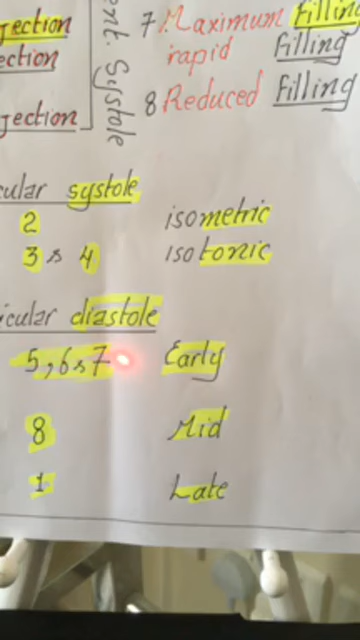 jection
ection
jection
ent. Systole
7 Maximum Filling
rapid Filling
8 Reduced Filling
cular systole
2 isometric
3 & 4 isotonic
icular diastole
5,6 & 7 Early
8 Mid
1 Late